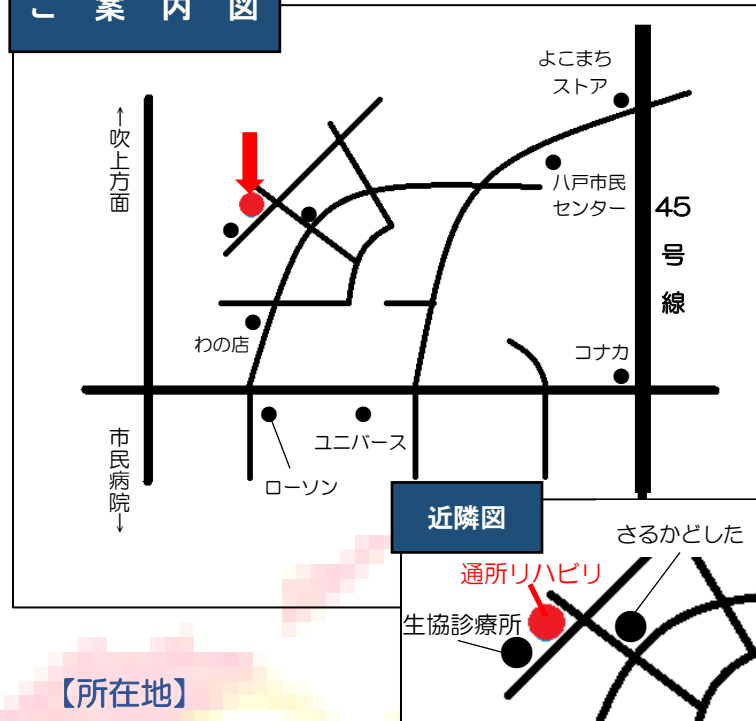 ご案内図
よこまち
ストア
←吹上方面
八戸市民
センター
45
号
線
わの店
コナカ
ユニバース
ローソン
市民病院→
近隣図
さるかどした
通所リハビリ
生協診療所
【所在地】